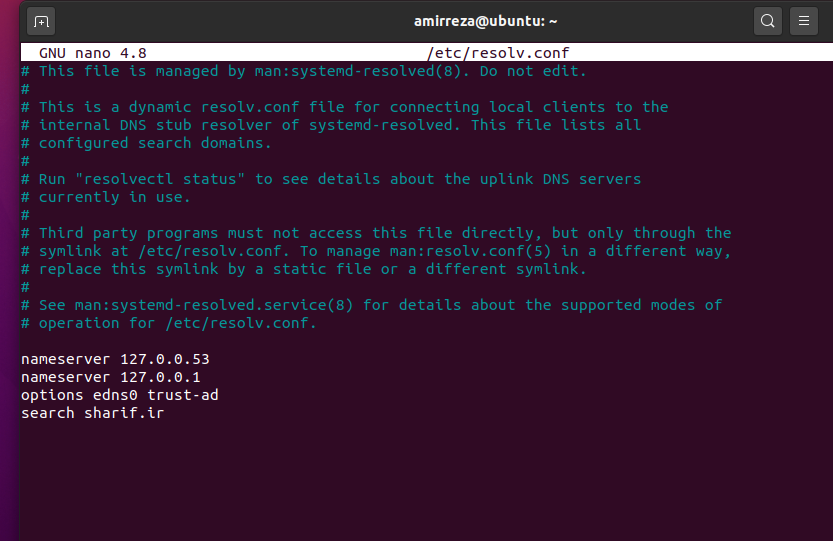 amirreza@ubuntu: ~
GNU nano 4.8 /etc/resolv.conf
# This file is managed by man:systemd-resolved(8). Do not edit.
#
# This is a dynamic resolv.conf file for connecting local clients to the
# internal DNS stub resolver of systemd-resolved. This file lists all
# configured search domains.
#
# Run "resolvectl status" to see details about the uplink DNS servers
# currently in use.
#
# Third party programs must not access this file directly, but only through the
# symlink at /etc/resolv.conf. To manage man:resolv.conf(5) in a different way,
# replace this symlink by a static file or a different symlink.
#
# See man:systemd-resolved.service(8) for details about the supported modes of
# operation for /etc/resolv.conf.
nameserver 127.0.0.53
nameserver 127.0.0.1
options edns0 trust-ad
search sharif.ir